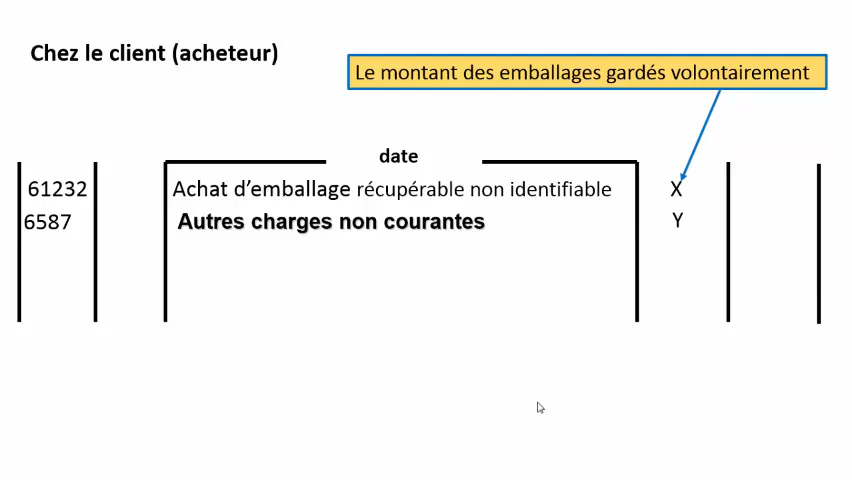 Chez le client (acheteur)
Le montant des emballages gardés volontairement
date
61232 Achat d'emballage récupérable non identifiable X
6587 Autres charges non courantes Y